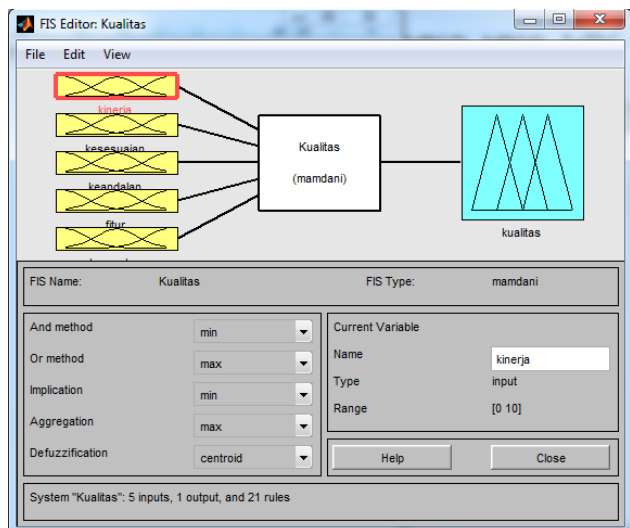 FIS Editor: Kualitas
File Edit View
kinerja
kesesuaian
keandalan
fitur
Kualitas
(mamdani)
kualitas
FIS Name: Kualitas FIS Type: mamdani
And method min
Or method max
Implication min
Aggregation max
Defuzzification centroid
Current Variable
Name kinerja
Type input
Range [0 10]
Help Close
System "Kualitas": 5 inputs, 1 output, and 21 rules